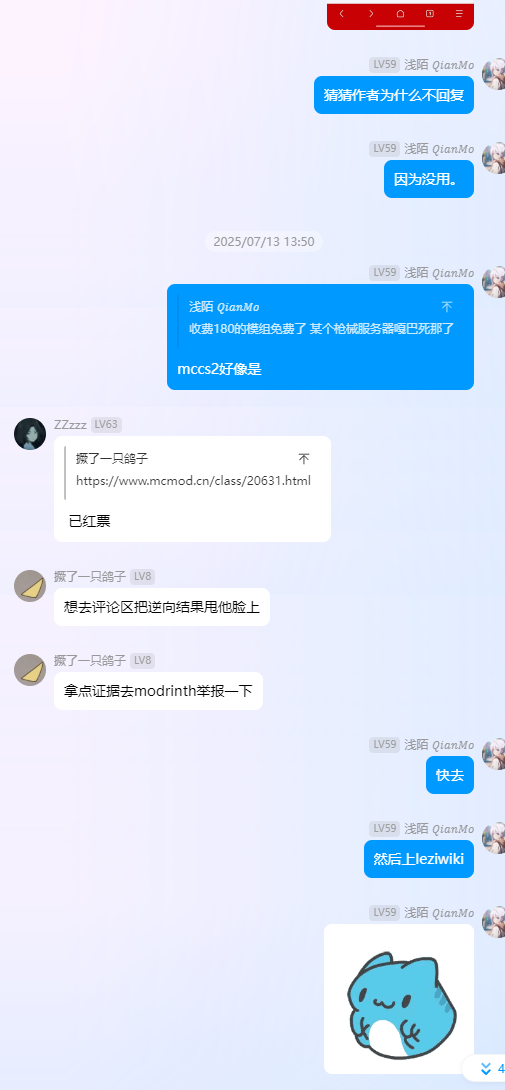 LV59 浅陌 QianMo
猜猜作者为什么不回复
LV59 浅陌 QianMo
因为没用。
2025/07/13 13:50
LV59 浅陌 QianMo
浅陌 QianMo
收费180的模组免费了 某个枪械服务器嘎巴死那了
mccs2好像是
ZZzzz LV63
撅了一只鸽子
https://www.mcmod.cn/class/20631.html
已红票
撅了一只鸽子 LV8
想去评论区把逆向结果甩他脸上
撅了一只鸽子 LV8
拿点证据去modrinth举报一下
LV59 浅陌 QianMo
快去
LV59 浅陌 QianMo
然后上leziwiki
LV59 浅陌 QianMo
4